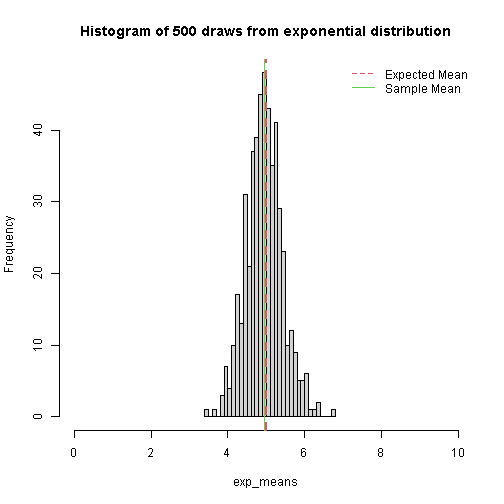 Histogram of 500 draws from exponential distribution
Expected Mean
Sample Mean
Frequency
40
30
20
10
0
0 2 4 6 8 10
exp_means